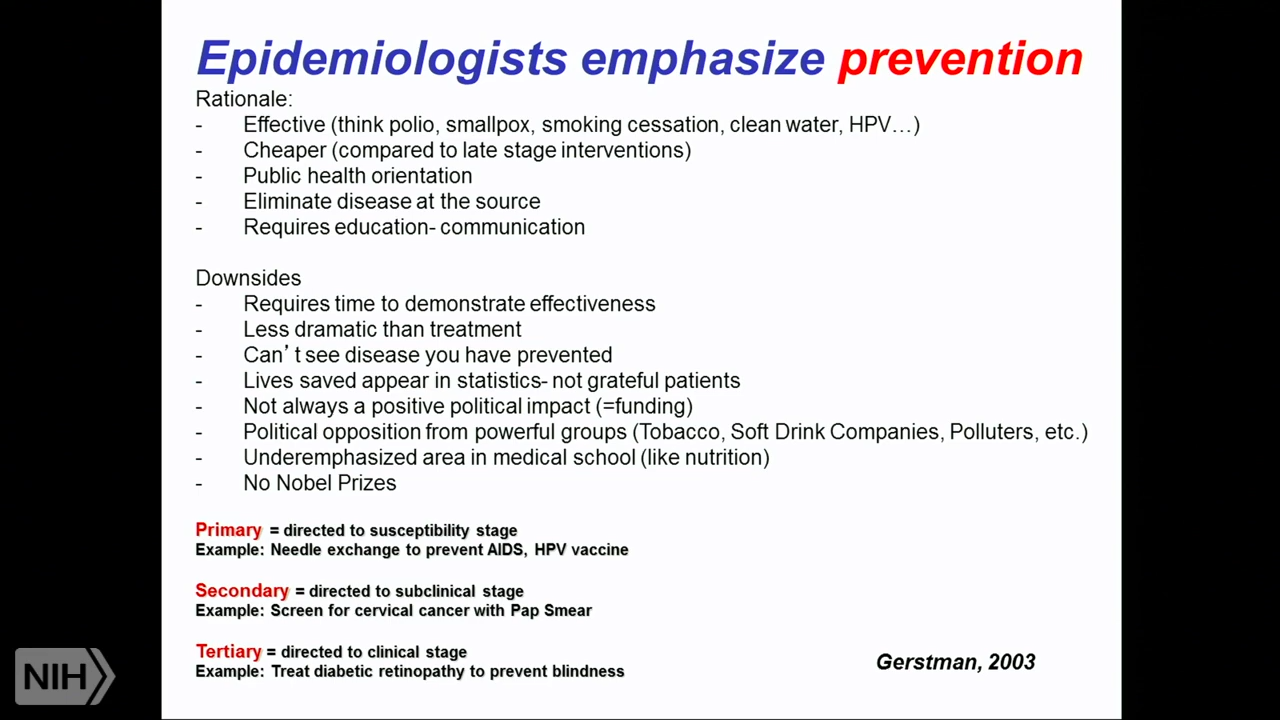 Epidemiologists emphasize prevention
Rationale:
- Effective (think polio, smallpox, smoking cessation, clean water, HPV…)
- Cheaper (compared to late stage interventions)
- Public health orientation
- Eliminate disease at the source
- Requires education- communication
Downsides
- Requires time to demonstrate effectiveness
- Less dramatic than treatment
- Can’t see disease you have prevented
- Lives saved appear in statistics- not grateful patients
- Not always a positive political impact (=funding)
- Political opposition from powerful groups (Tobacco, Soft Drink Companies, Polluters, etc.)
- Underemphasized area in medical school (like nutrition)
- No Nobel Prizes
Primary = directed to susceptibility stage
Example: Needle exchange to prevent AIDS, HPV vaccine
Secondary = directed to subclinical stage
Example: Screen for cervical cancer with Pap Smear
Tertiary = directed to clinical stage
Example: Treat diabetic retinopathy to prevent blindness
Gerstman, 2003
NIH